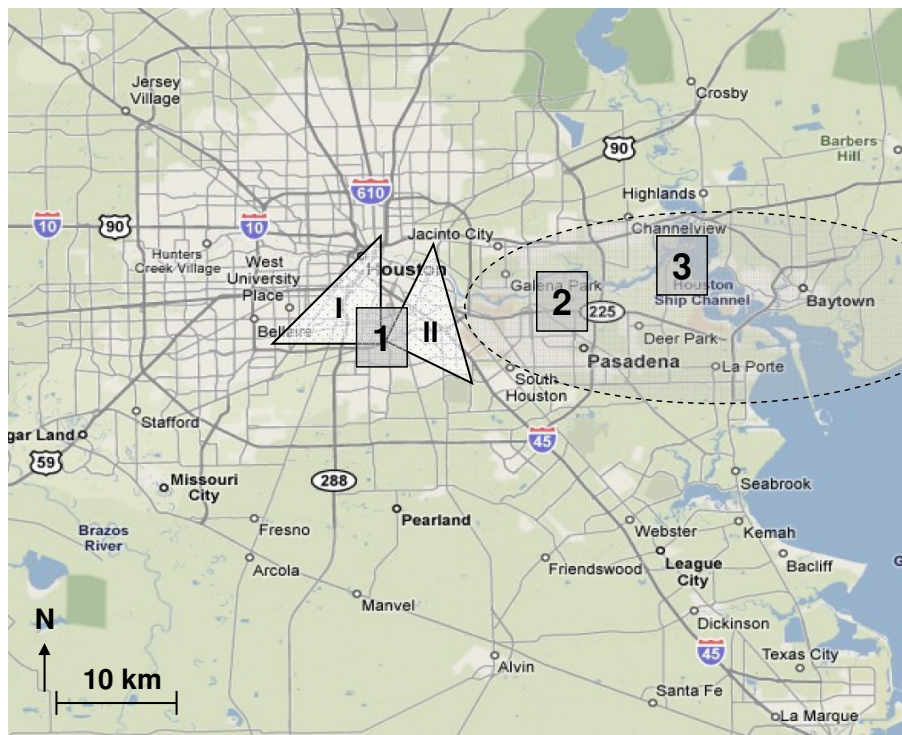 Jersey
Village
Crosby
90
Barbers
Hill
610
Highlands
10
90
10
Jacinto City
Channelview
Hunters
Creek Village
West
University
Place
Houston
3
Galena Park
Houston
Ship Channel
Baytown
I
1
II
2
225
Bellaire
Deer Park
Pasadena
La Porte
South
Houston
Stafford
gar Land
45
59
Missouri
City
288
Seabrook
Pearland
Brazos
River
Fresno
Webster
Kemah
Arcola
Friendswood
League
City
Bacliff
G
Manvel
N
Dickinson
45
Texas City
10 km
Alvin
Santa Fe
La Marque